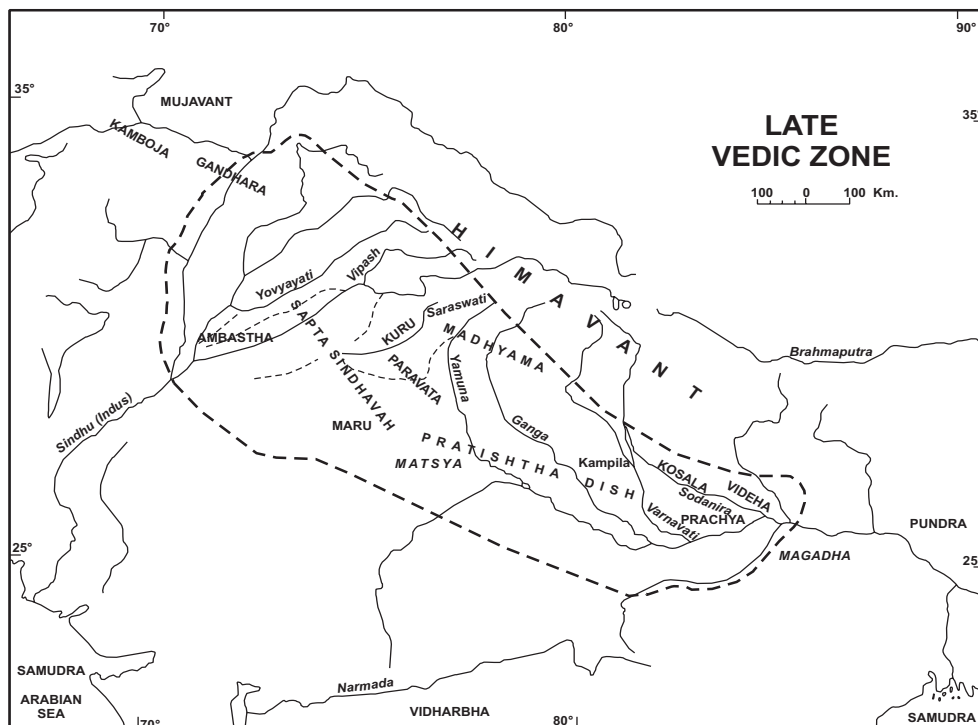 70°
80°
90°
35°
MUJAVANT
KAMBOJA
GANDHARA
LATE
VEDIC ZONE
35°
100 0 100 Km.
HIMAVANT
Yovyayati
Vipash
Saraswati
AMBASTHA
KURU
SAPTA SINDHAVAH
MADHYAMA
PARAVATA
Yamuna
Brahmaputra
Sindhu (Indus)
MARU
MATSYA
PRATISHTHA
Ganga
DISH
Kampila
KOSALA
VIDEHA
Sodanira
Varnavati
PRACHYA
PUNDRA
MAGADHA
25°
25°
SAMUDRA
ARABIAN
SEA
Narmada
VIDHARBHA
70°
80°
SAMUDRA